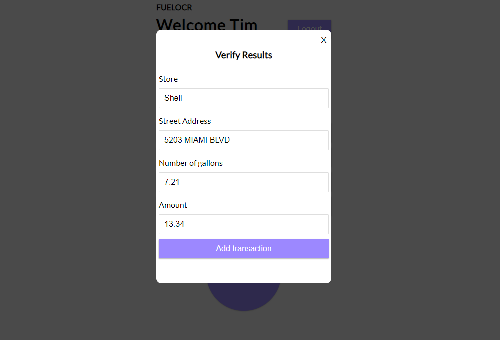 FUELOCR
Welcome Tim
Logout
X
Verify Results
Store
Shell
Street Address
5203 MIAMI BLVD
Number of gallons
7.21
Amount
13.34
Add transaction